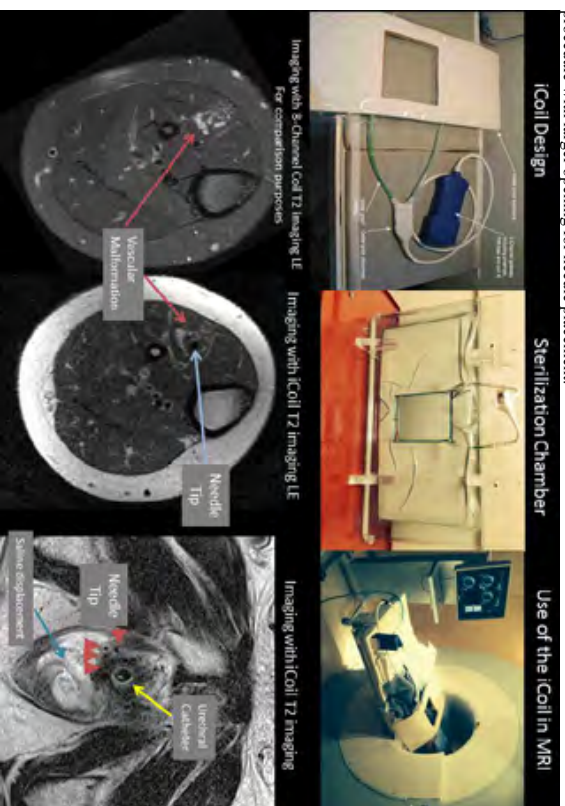 iCoil Design
Sterilization Chamber
Use of the iCoil in MRI
Imaging with 8-Channel Coil T2 Imaging LE
For comparison purposes
Imaging with iCoil T2 imaging LE
Imaging with iCoil T2 imaging
Vascular
Malformation
Needle
Tip
Needle
Tip
Saline displacement
Urethral
Catheter